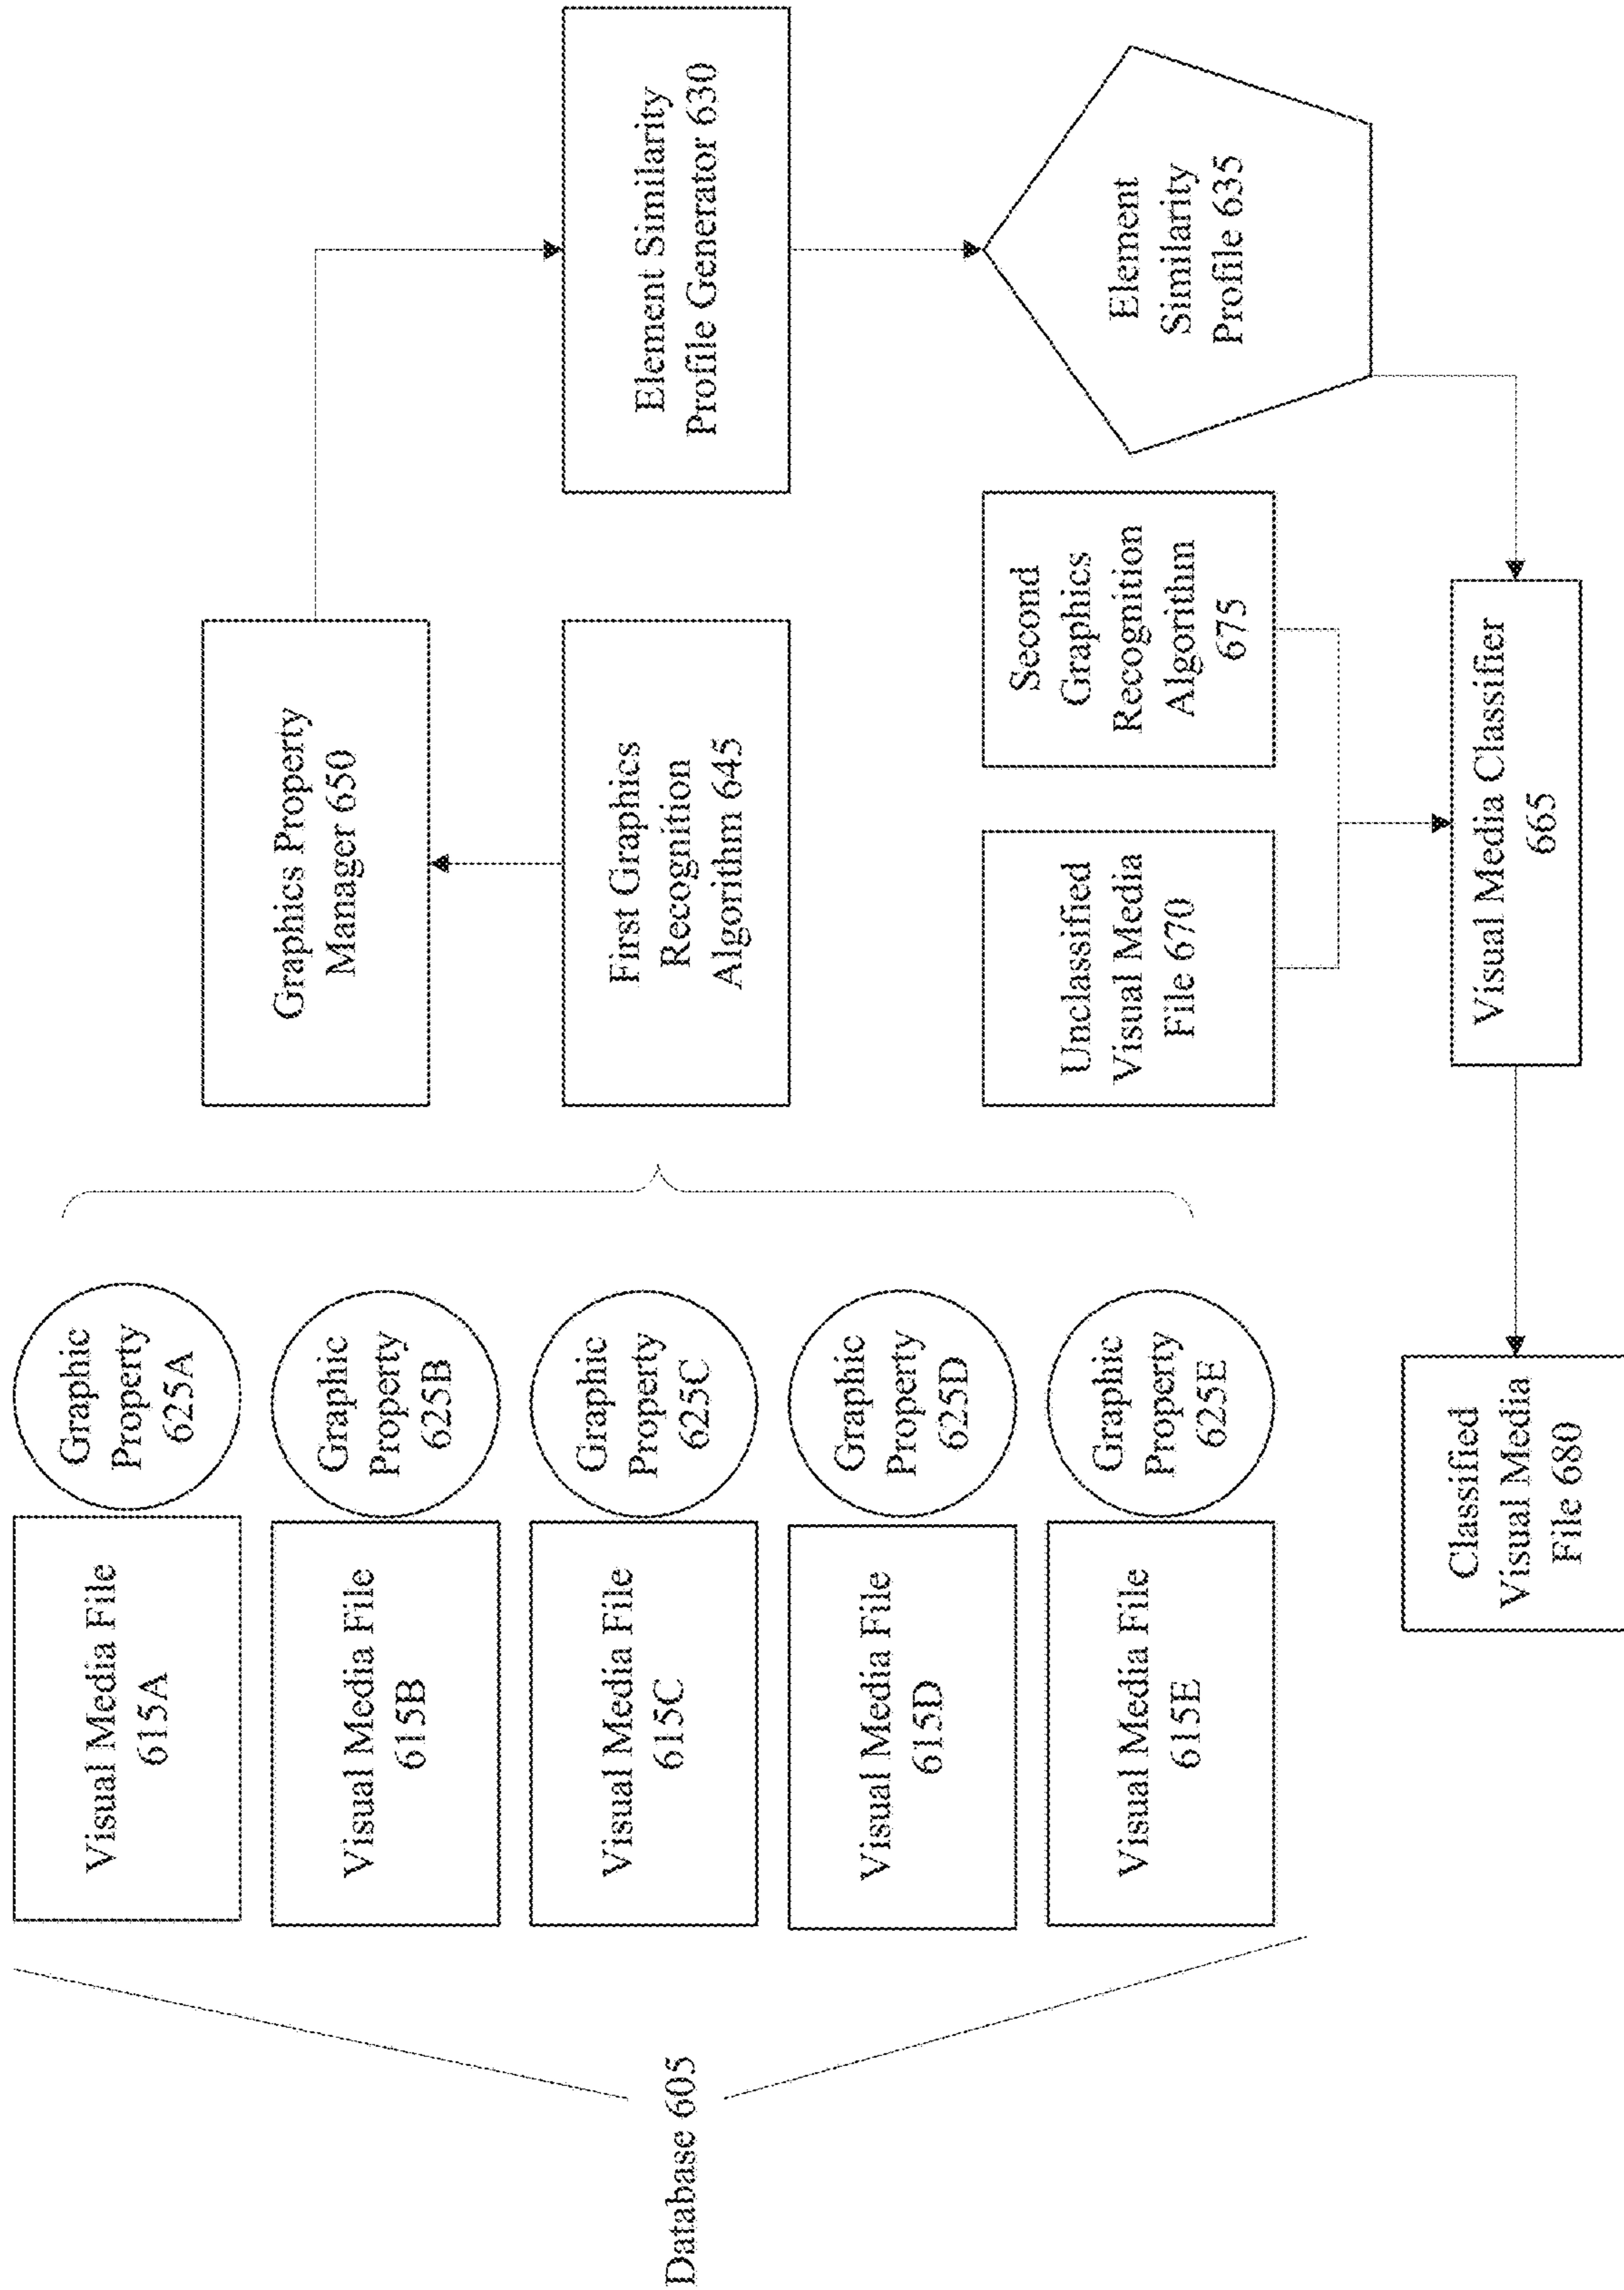 Database 605
Visual Media File
615A
Graphic
Property
625A
Visual Media File
615B
Graphic
Property
625B
Visual Media File
615C
Graphic
Property
625C
Visual Media File
615D
Graphic
Property
625D
Visual Media File
615E
Graphic
Property
625E
Graphics Property
Manager 650
First Graphics
Recognition
Algorithm 645
Element Similarity
Profile Generator 630
Element
Similarity
Profile 635
Unclassified
Visual Media
File 670
Second
Graphics
Recognition
Algorithm
675
Visual Media Classifier
665
Classified
Visual Media
File 680